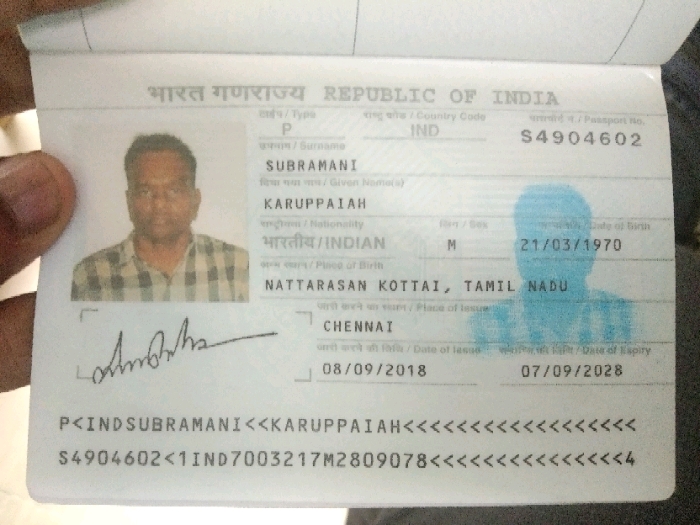 भारत गणराज्य REPUBLIC OF INDIA
टाईप / Type राष्ट्र कोड / Country Code पासपोर्ट नं. / Passport No.
P IND S4904602
उपनाम / Surname
SUBRAMANI
दिया गया नाम / Given Name(s)
KARUPPAIAH
राष्ट्रीयता / Nationality लिंग / Sex जन्मतिथि / Date of Birth
भारतीय / INDIAN M 21/03/1970
जन्म स्थान / Place of Birth
NATTARASAN KOTTAI, TAMIL NADU
जारी करने का स्थान / Place of Issue
CHENNAI
जारी करने की तिथि / Date of Issue समाप्ति की तिथि / Date of Expiry
08/09/2018 07/09/2028
P<INDSUBRAMANI<<KARUPPAIAH<<<<<<<<<<<<<<<<<<
S4904602<1IND7003217M2809078<<<<<<<<<<<<<<<4